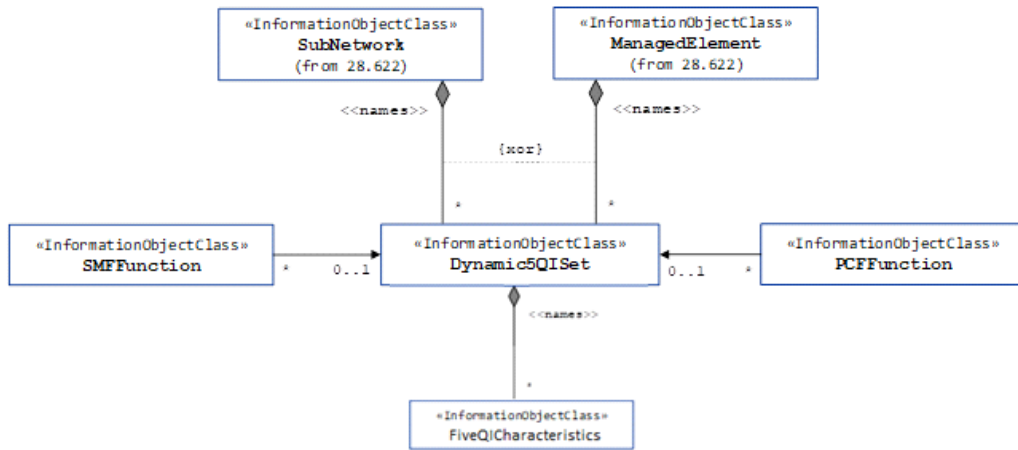 «InformationObjectClass»
SubNetwork
(from 28.622)
«InformationObjectClass»
ManagedElement
(from 28.622)
<<names>>
<<names>>
{xor}
*
*
«InformationObjectClass»
SMFFunction
*
0..1
«InformationObjectClass»
Dynamic5QISet
0..1
*
«InformationObjectClass»
PCFFunction
<<names>>
*
«InformationObjectClass»
FiveQICharacteristics